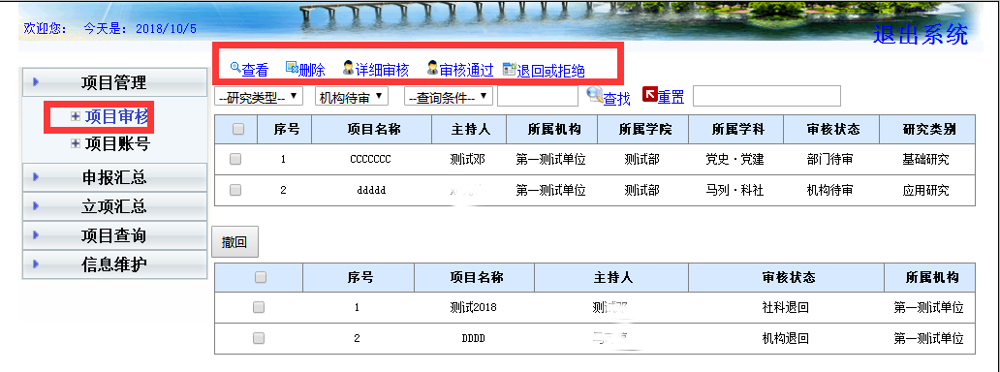 欢迎您： 今天是：2018/10/5
退出系统
项目管理
项目审核
项目账号
申报汇总
立项汇总
项目查询
信息维护
查看 删除 详细审核 审核通过 退回或拒绝
--研究类型-- 机构待审 --查询条件-- 查找 重置
序号 项目名称 主持人 所属机构 所属学院 所属学科 审核状态 研究类别
1 CCCCCCC 测试邓 第一测试单位 测试部 党史·党建 部门待审 基础研究
2 ddddd 第一测试单位 测试部 马列·科社 机构待审 应用研究
撤回
序号 项目名称 主持人 审核状态 所属机构
1 测试2018 测 社科退回 第一测试单位
2 DDDD 机构退回 第一测试单位